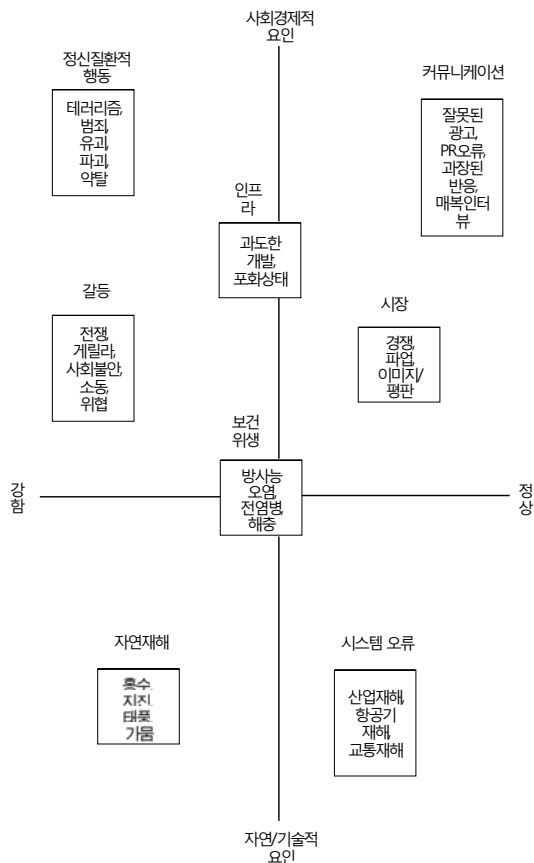 사회경제적
요인
정신질환적
행동
테러리즘,
범죄,
유괴,
파괴,
약탈
커뮤니케이션
잘못된
광고,
PR오류,
과장된
반응,
매복인터
뷰
인프
라
과도한
개발,
포화상태
갈등
전쟁,
게릴라,
사회불안,
소동,
위협
시장
경쟁,
파업,
이미지/
평판
보건
위생
방사능
오염,
전염병,
해충
강
함
정
상
자연재해
홍수,
지진,
태풍,
가뭄
시스템 오류
산업재해,
항공기
재해,
교통재해
자연/기술적
요인